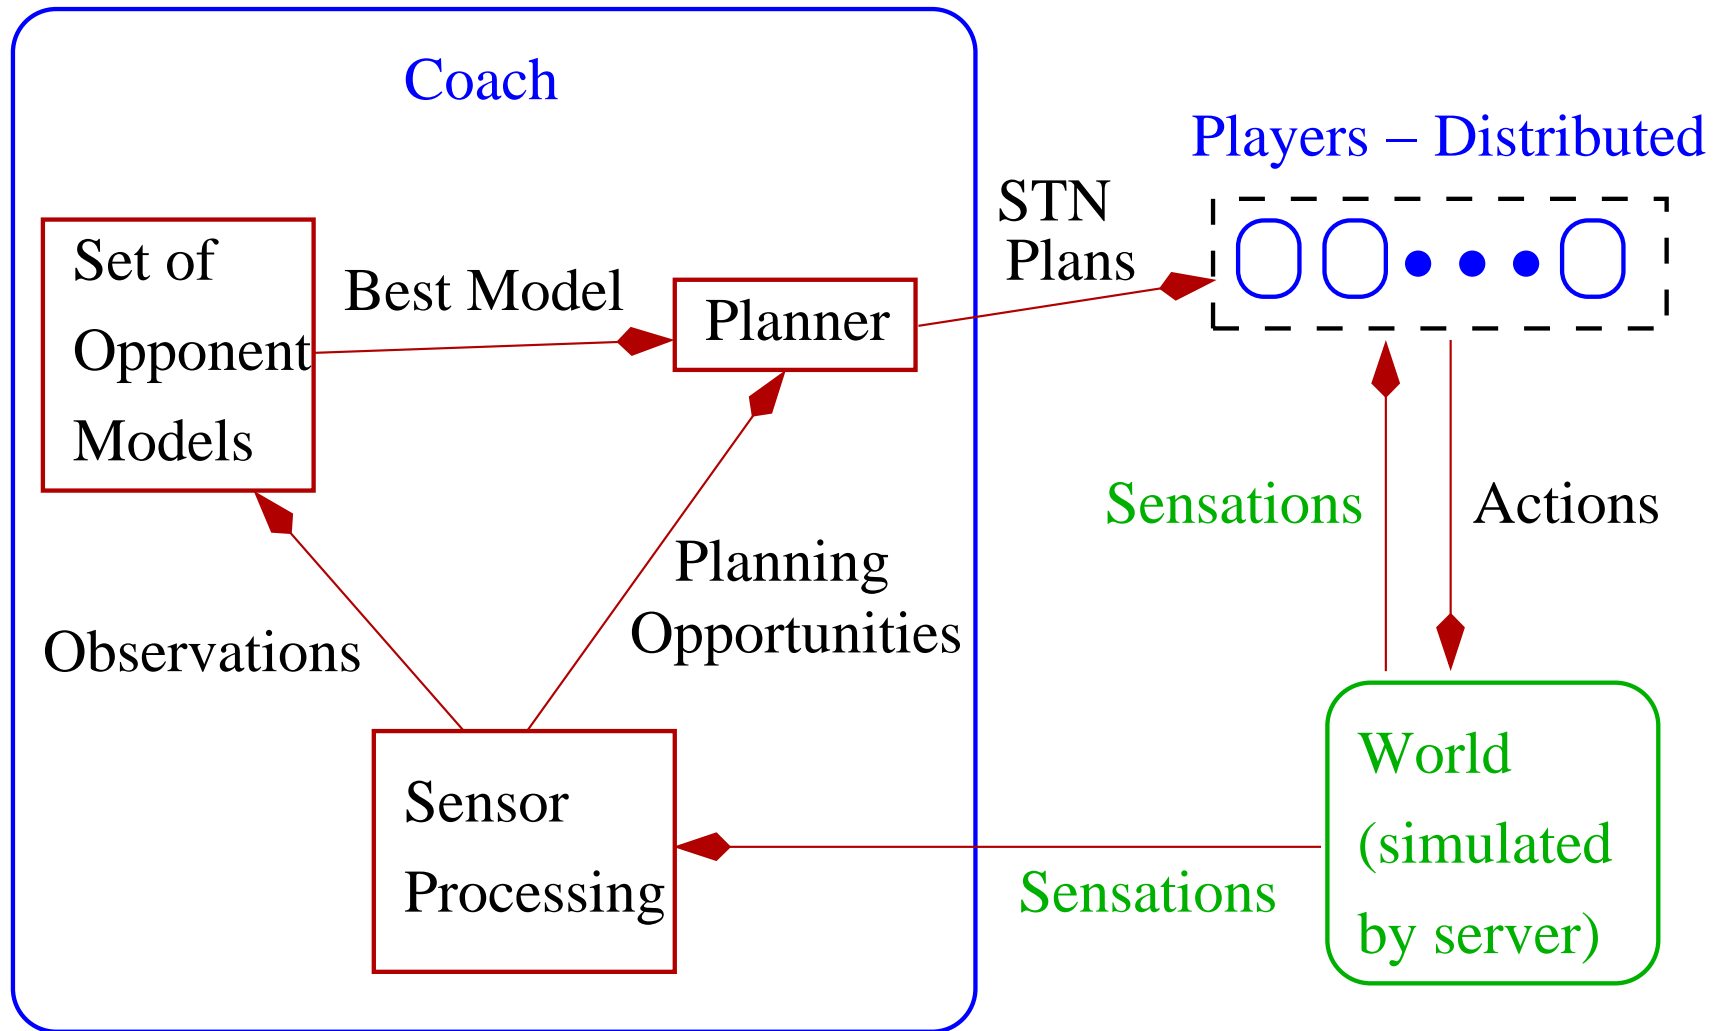 Coach
Players – Distributed
STN
Plans
Set of
Opponent
Models
Best Model
Planner
Sensations
Actions
Planning
Opportunities
Observations
Sensor
Processing
Sensations
World
(simulated
by server)